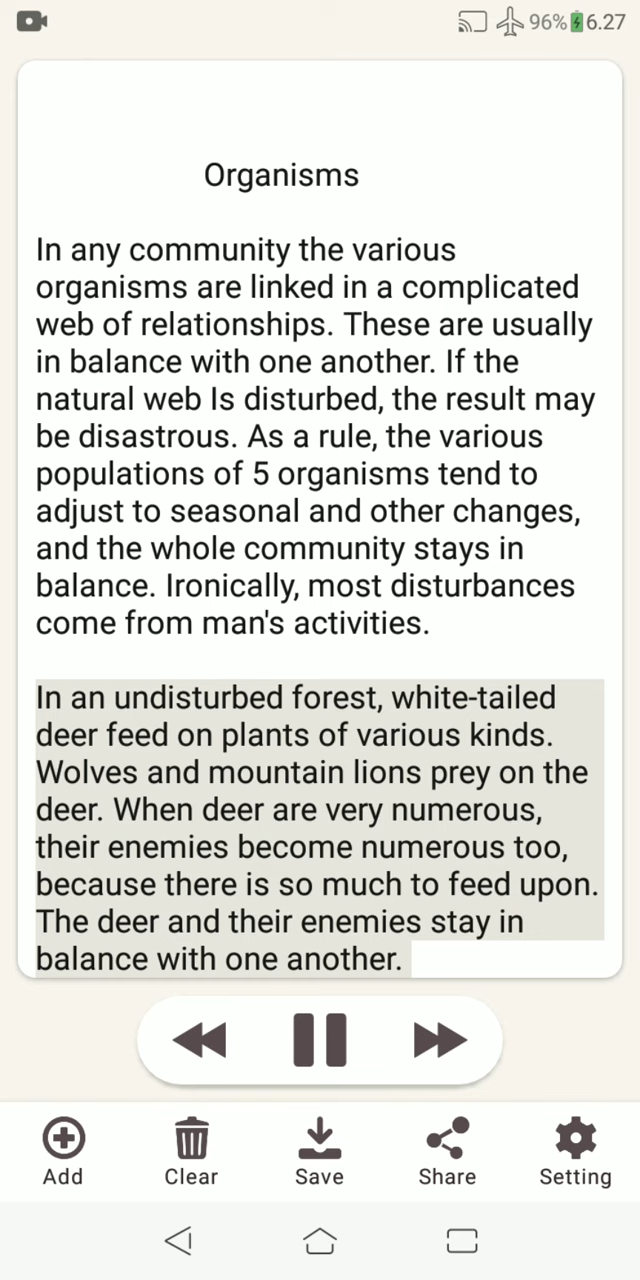 96% 6.27
Organisms
In any community the various
organisms are linked in a complicated
web of relationships. These are usually
in balance with one another. If the
natural web Is disturbed, the result may
be disastrous. As a rule, the various
populations of 5 organisms tend to
adjust to seasonal and other changes,
and the whole community stays in
balance. Ironically, most disturbances
come from man's activities.
In an undisturbed forest, white-tailed
deer feed on plants of various kinds.
Wolves and mountain lions prey on the
deer. When deer are very numerous,
their enemies become numerous too,
because there is so much to feed upon.
The deer and their enemies stay in
balance with one another.
Add Clear Save Share Setting